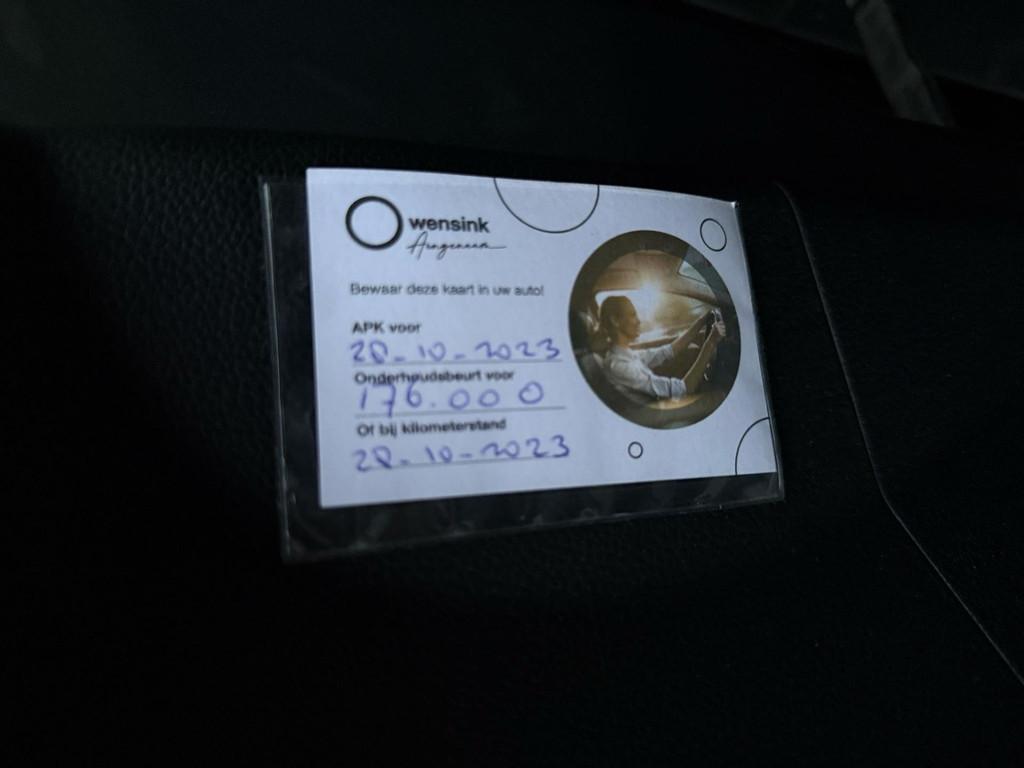 wensink
Aangenaam
Bewaar deze kaart in uw auto!
APK voor
28-10-2023
Onderhoudsbeurt voor
176.000
Of bij kilometerstand
28-10-2023